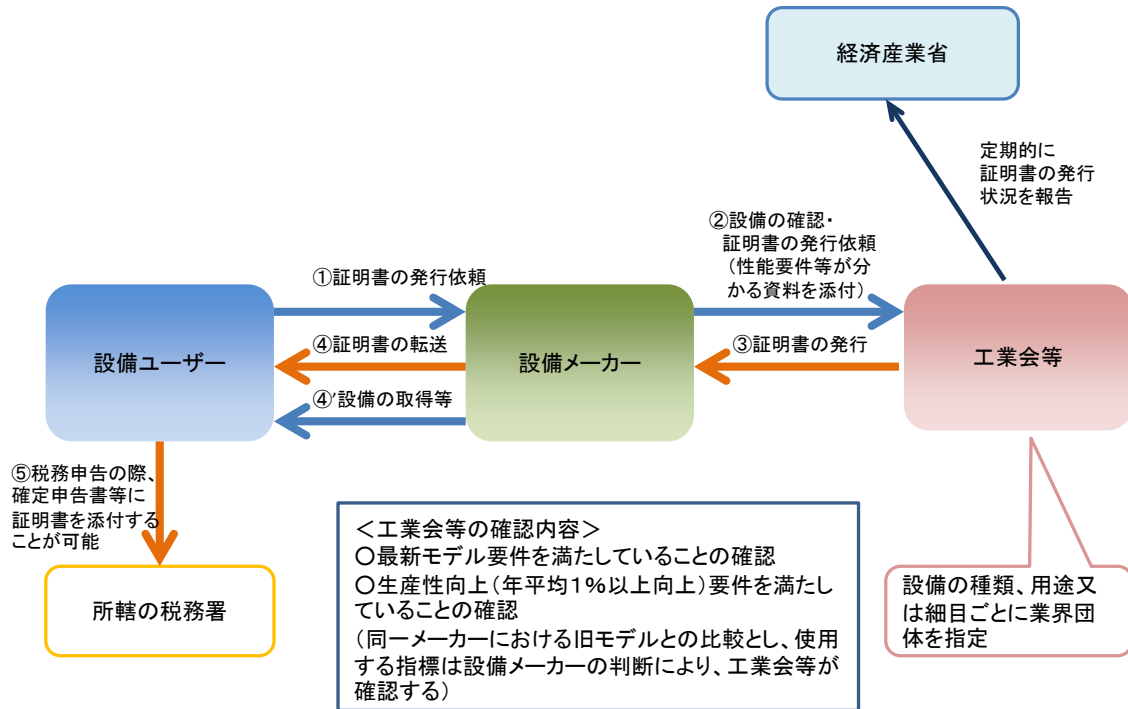 経済産業省
定期的に
証明書の発行
状況を報告
②設備の確認・
証明書の発行依頼
(性能要件等が分
かる資料を添付)
①証明書の発行依頼
設備ユーザー
④証明書の転送
設備メーカー
③証明書の発行
工業会等
④’設備の取得等
⑤税務申告の際、
確定申告書等に
証明書を添付する
ことが可能
所轄の税務署
<工業会等の確認内容>
○最新モデル要件を満たしていることの確認
○生産性向上(年平均1%以上向上)要件を満たし
ていることの確認
(同一メーカーにおける旧モデルとの比較とし、使用
する指標は設備メーカーの判断により、工業会等が
確認する)
設備の種類、用途又
は細目ごとに業界団
体を指定